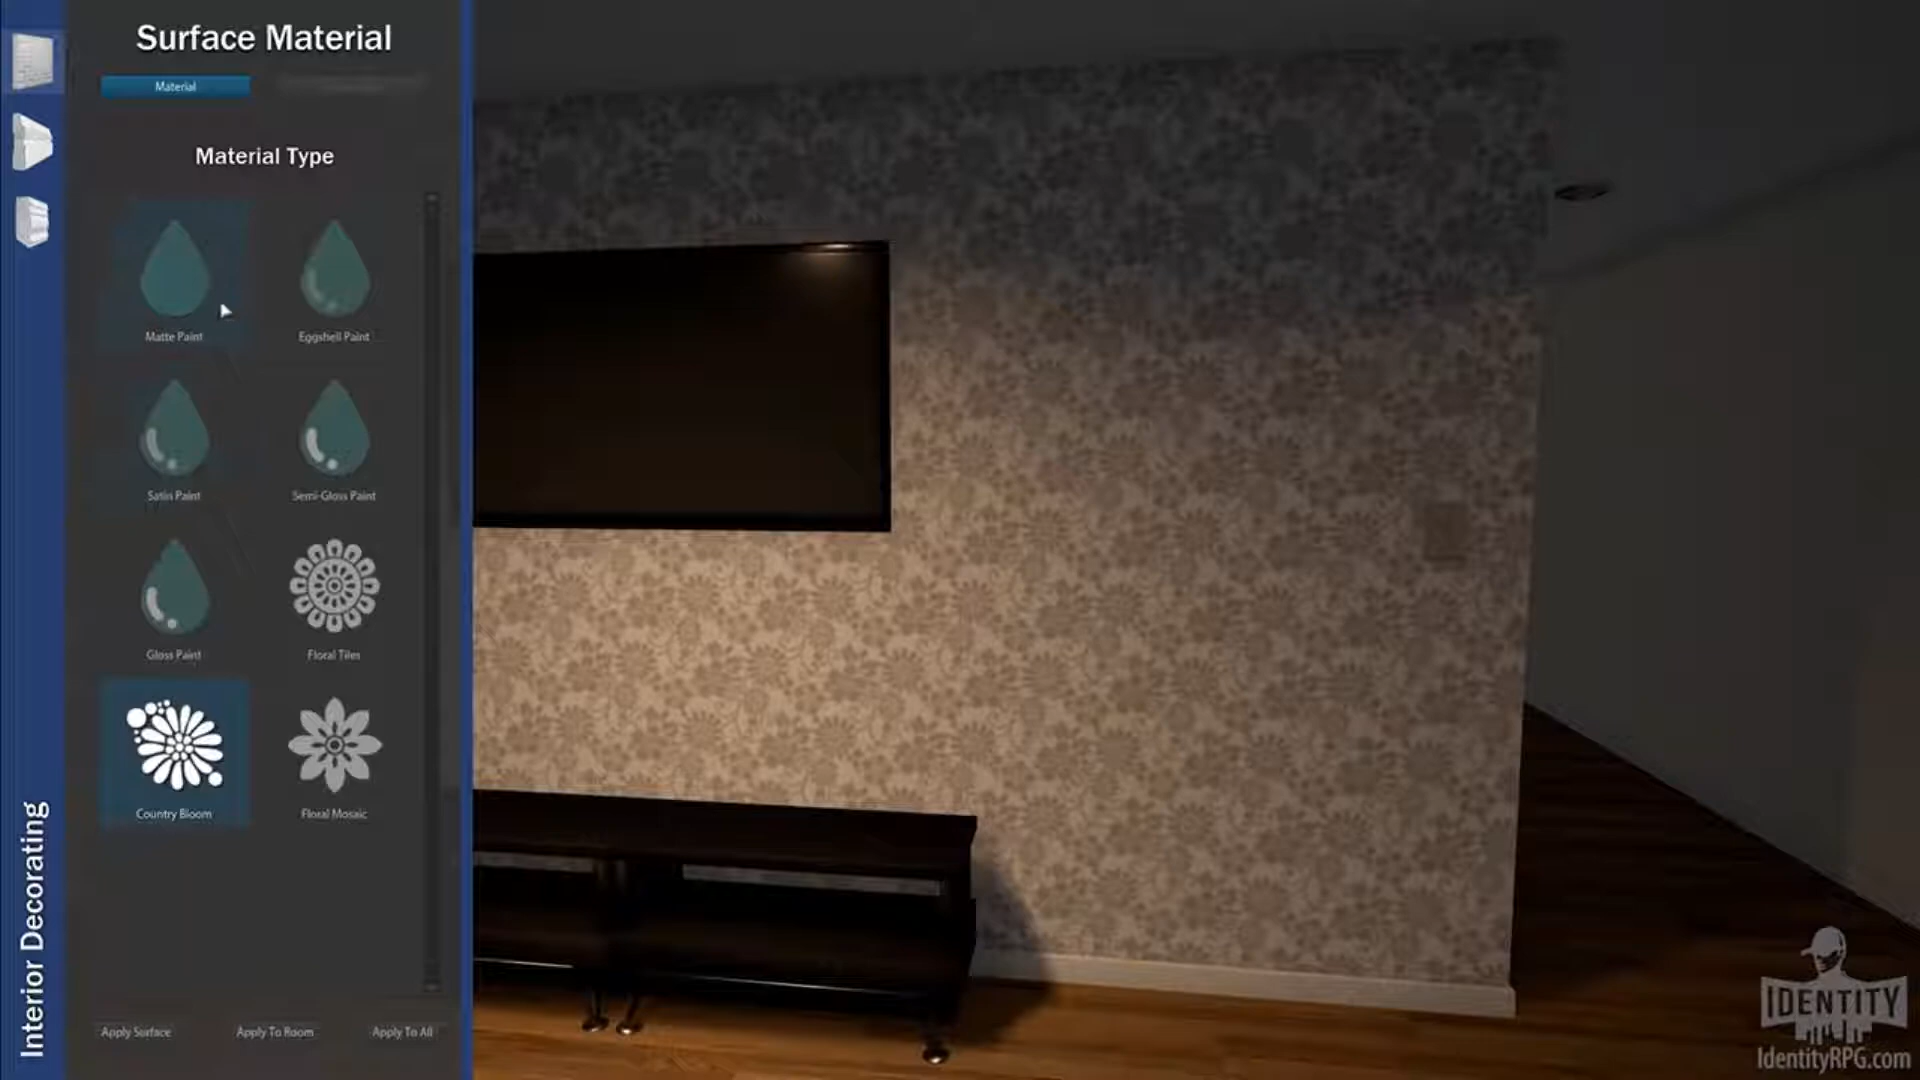 Surface Material
Material
Material Type
Matte Paint
Eggshell Paint
Satin Paint
Semi-Gloss Paint
Gloss Paint
Floral Tiles
Country Bloom
Floral Mosaic
Apply Surface
Apply To Room
Apply To All
Interior Decorating
IDENTITY
IdentityRPG.com